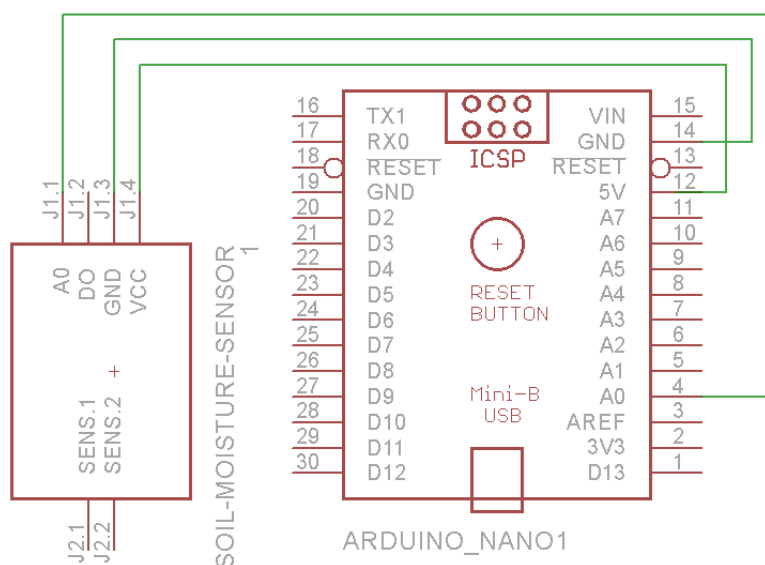 J1.1
J1.2
J1.3
J1.4
A0
DO
GND
VCC
SENS.1
SENS.2
J2.1
J2.2
SOIL-MOISTURE-SENSOR
1
16 TX1
17 RX0
18 RESET
19 GND
20 D2
21 D3
22 D4
23 D5
24 D6
25 D7
26 D8
27 D9
28 D10
29 D11
30 D12
ICSP
RESET
BUTTON
Mini-B
USB
VIN 15
GND 14
RESET 13
5V 12
A7 11
A6 10
A5 9
A4 8
A3 7
A2 6
A1 5
A0 4
AREF 3
3V3 2
D13 1
ARDUINO_NANO1